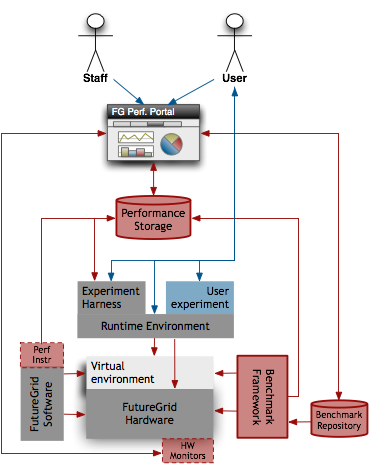 Staff
User
FG Perf. Portal
Performance
Storage
Experiment
Harness
User
experiment
Runtime Environment
Perf
Instr
FutureGrid
Software
Virtual
environment
FutureGrid
Hardware
HW
Monitors
Benchmark
Framework
Benchmark
Repository